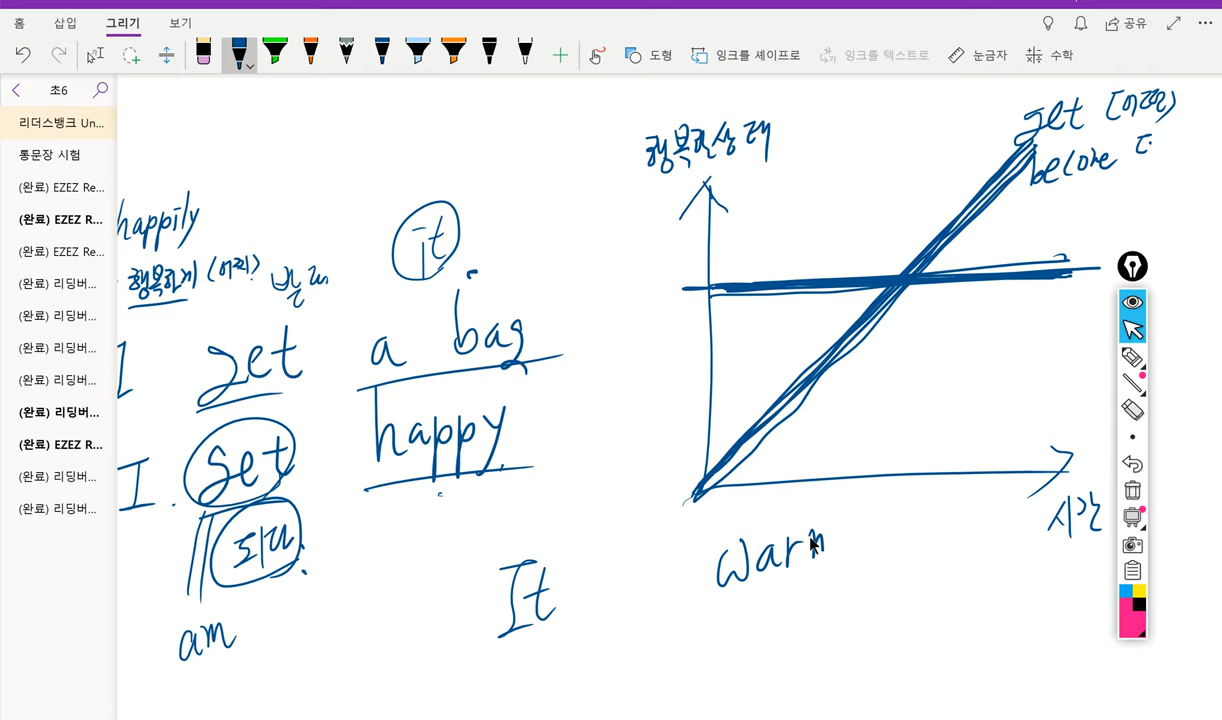 홈 삽입 그리기 보기
공유
도형 잉크를 셰이프로 잉크를 텍스트로 눈금자 수학
초6
리더스뱅크 Un...
통문장 시험
(완료) EZEZ Re...
(완료) EZEZ R...
(완료) EZEZ Re...
(완료) 리딩버...
(완료) 리딩버...
(완료) 리딩버...
(완료) 리딩버...
(완료) 리딩버...
(완료) EZEZ R...
(완료) 리딩버...
(완료) 리딩버...
happily
행복하게 (어찌)
it
I get a bag
happy
I. get
되다.
am
It
행복한 상태
get
become
시간
warm